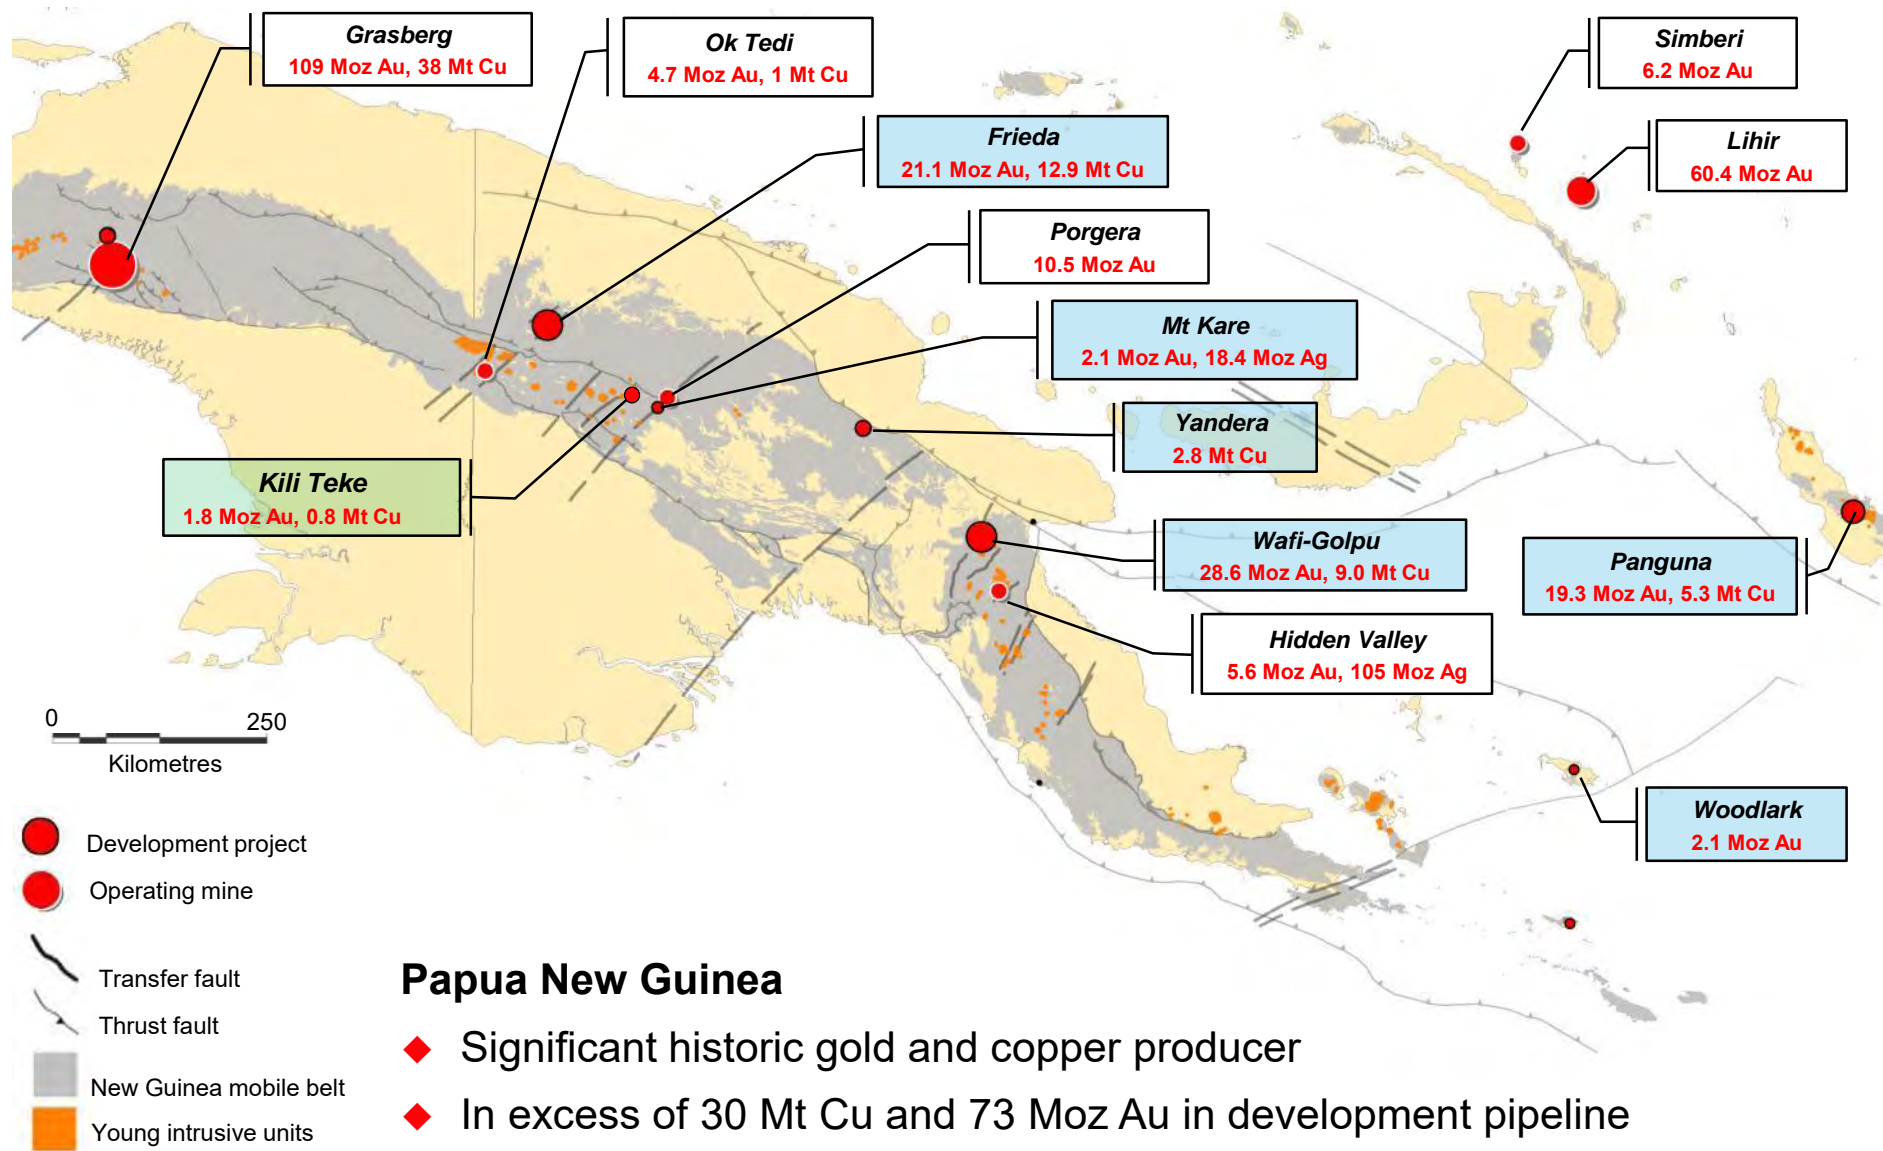 Grasberg
109 Moz Au, 38 Mt Cu
Ok Tedi
4.7 Moz Au, 1 Mt Cu
Simberi
6.2 Moz Au
Frieda
21.1 Moz Au, 12.9 Mt Cu
Lihir
60.4 Moz Au
Porgera
10.5 Moz Au
Mt Kare
2.1 Moz Au, 18.4 Moz Ag
Yandera
2.8 Mt Cu
Kili Teke
1.8 Moz Au, 0.8 Mt Cu
Wafi-Golpu
28.6 Moz Au, 9.0 Mt Cu
Panguna
19.3 Moz Au, 5.3 Mt Cu
Hidden Valley
5.6 Moz Au, 105 Moz Ag
Woodlark
2.1 Moz Au
0 250
Kilometres
Development project
Operating mine
Transfer fault
Thrust fault
New Guinea mobile belt
Young intrusive units
Papua New Guinea
Significant historic gold and copper producer
In excess of 30 Mt Cu and 73 Moz Au in development pipeline